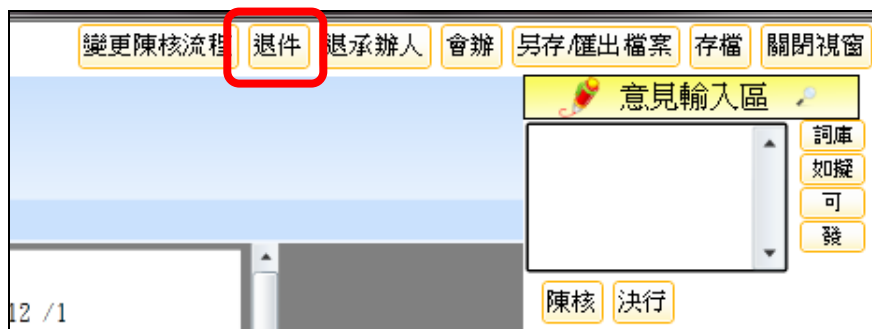 變更陳核流程 退件 退承辦人 會辦 另存/匯出檔案 存檔 關閉視窗
意見輸入區
詞庫
如擬
可
發
陳核 決行
12 /1